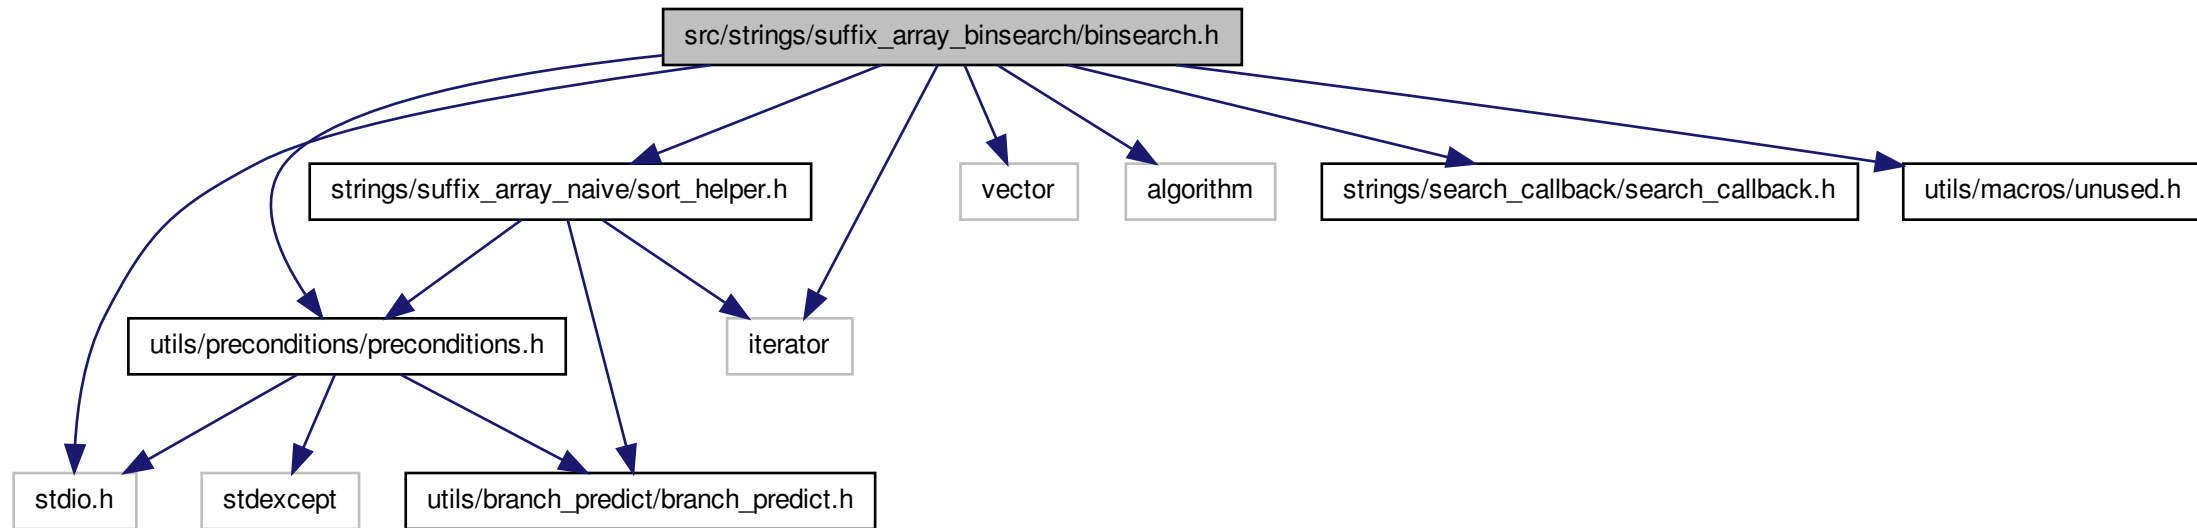 src/strings/suffix_array_binsearch/binsearch.h
strings/suffix_array_naive/sort_helper.h
vector
algorithm
strings/search_callback/search_callback.h
utils/macros/unused.h
utils/preconditions/preconditions.h
iterator
stdio.h
stdexcept
utils/branch_predict/branch_predict.h